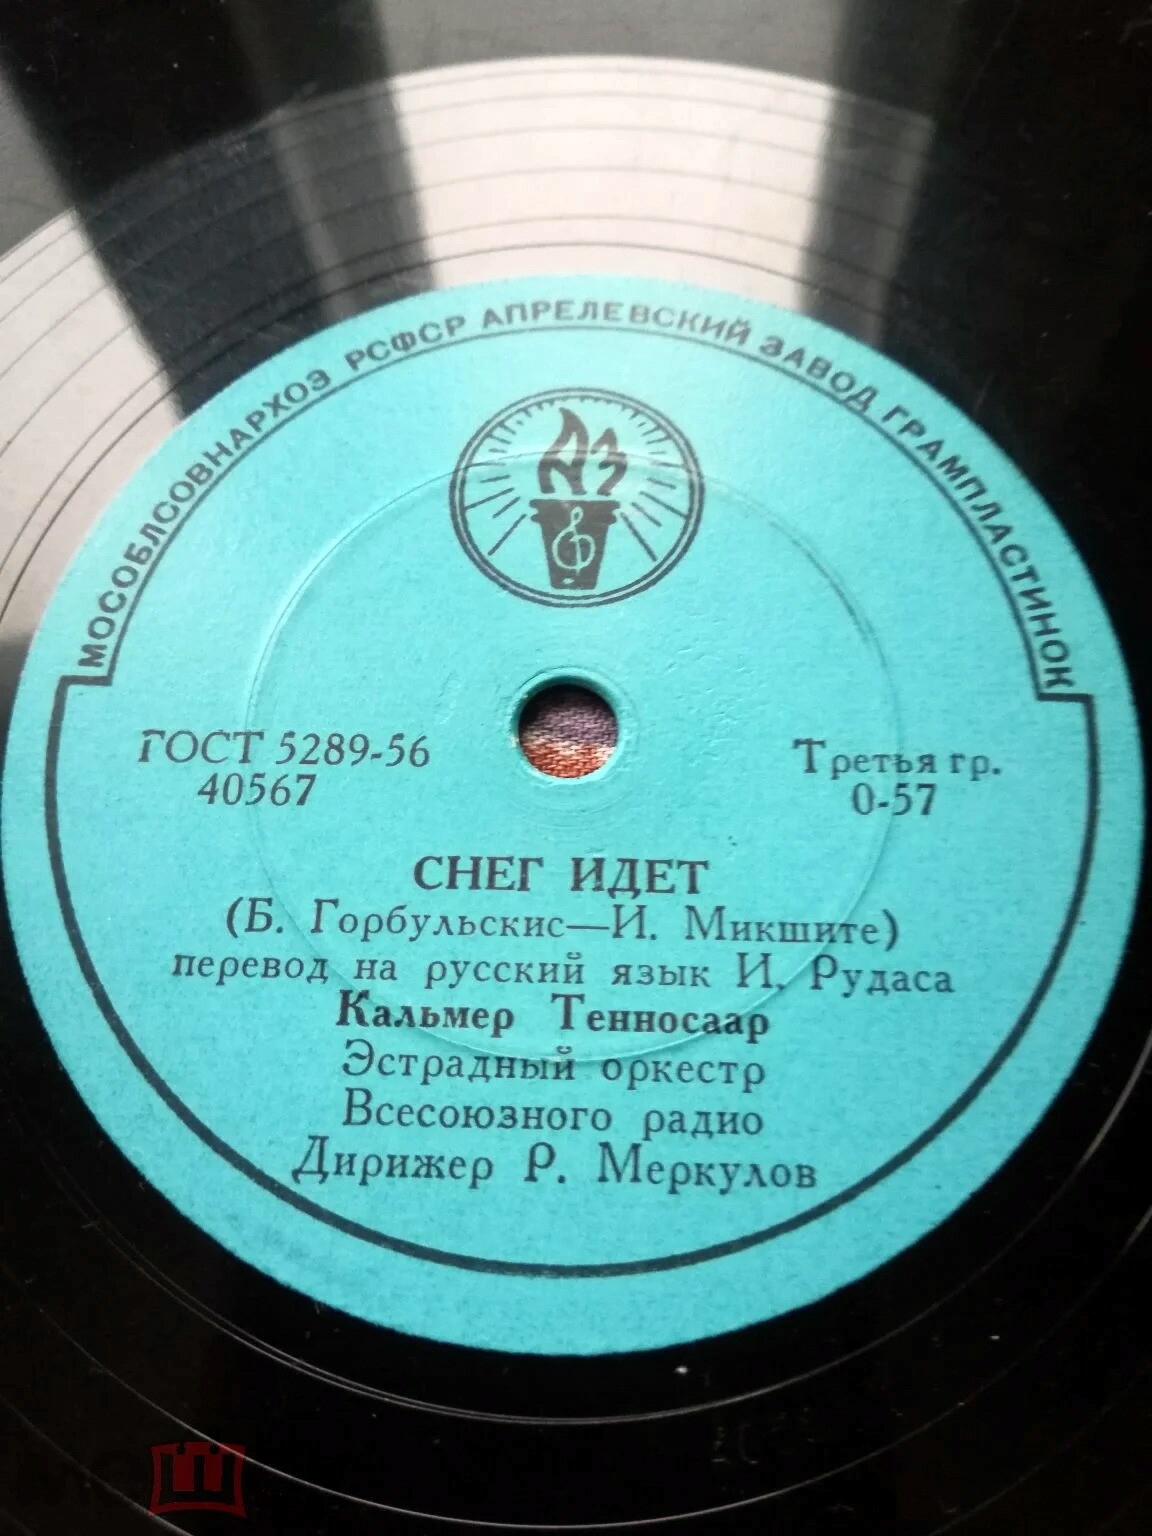 МОСОБЛСОВНАРХОЗ РСФСР АПРЕЛЕВСКИЙ ЗАВОД ГРАМПЛАСТИНОК
АЗ
ГОСТ 5289-56
40567
Третья гр.
0-57
СНЕГ ИДЕТ
(Б. Горбульскис—И. Микшите)
перевод на русский язык И. Рудаса
Кальмер Тенносаар
Эстрадный оркестр
Всесоюзного радио
Дирижер Р. Меркулов